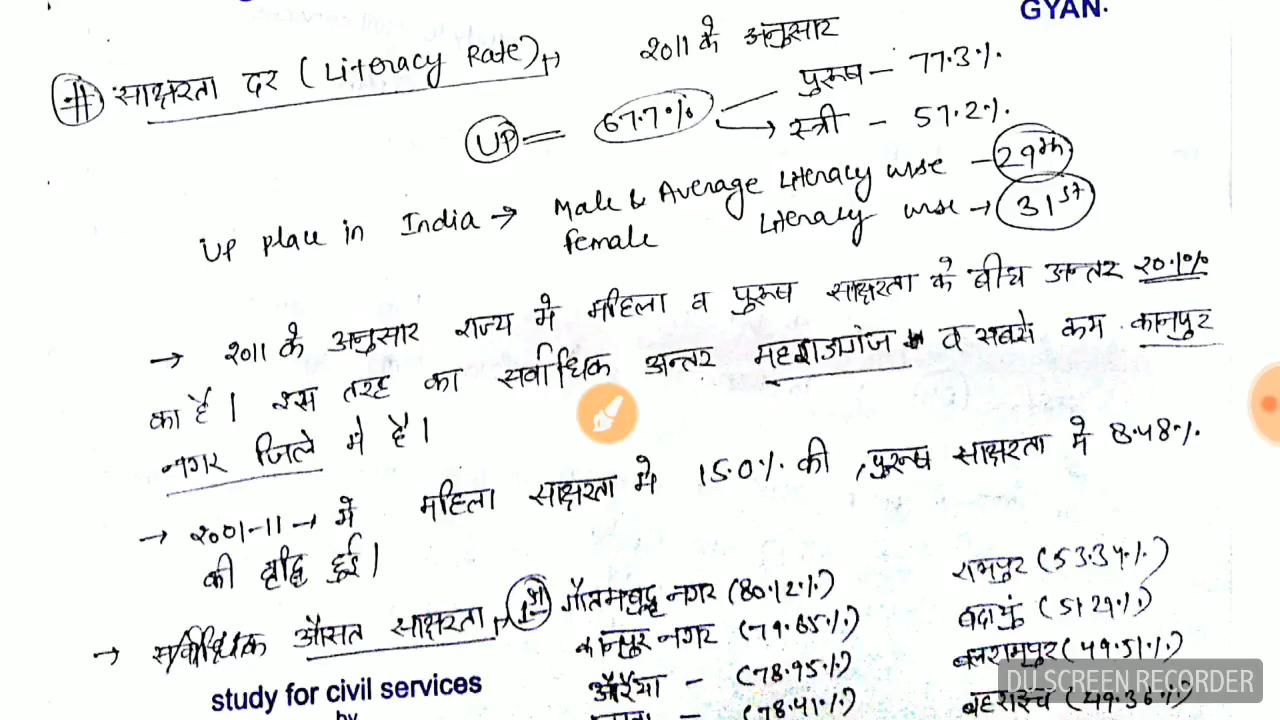 GYAN.
# साक्षरता दर (Literacy Rate) → 2011 के अनुसार
UP = 67.7% पुरूष - 77.3%
→ स्त्री - 57.2%
UP place in India → Male & Average Literacy wise - 29th
Female Literacy wise → 31st
→ 2011 के अनुसार राज्य मे महिला व पुरूष साक्षरता के बीच अन्तर 20.1%
का है। इस तरह का सर्वाधिक अन्तर महराजगंज व सबसे कम कानपुर
नगर जिले मे है।
→ 2001-11 → मे महिला साक्षरता मे 15.0% की, पुरूष साक्षरता मे 8.48%
की वृद्धि हुई।
→ सर्वाधिक औसत साक्षरता → गौतमबुद्ध नगर (80.12%) रामपुर (53.34%)
कानपुर नगर (79.65%) बदायुं (51.29%)
औरैया - (78.95%) बलरामपुर (49.51%)
(78.41%) बहराइच (49.36%)
study for civil services
by
DU SCREEN RECORDER